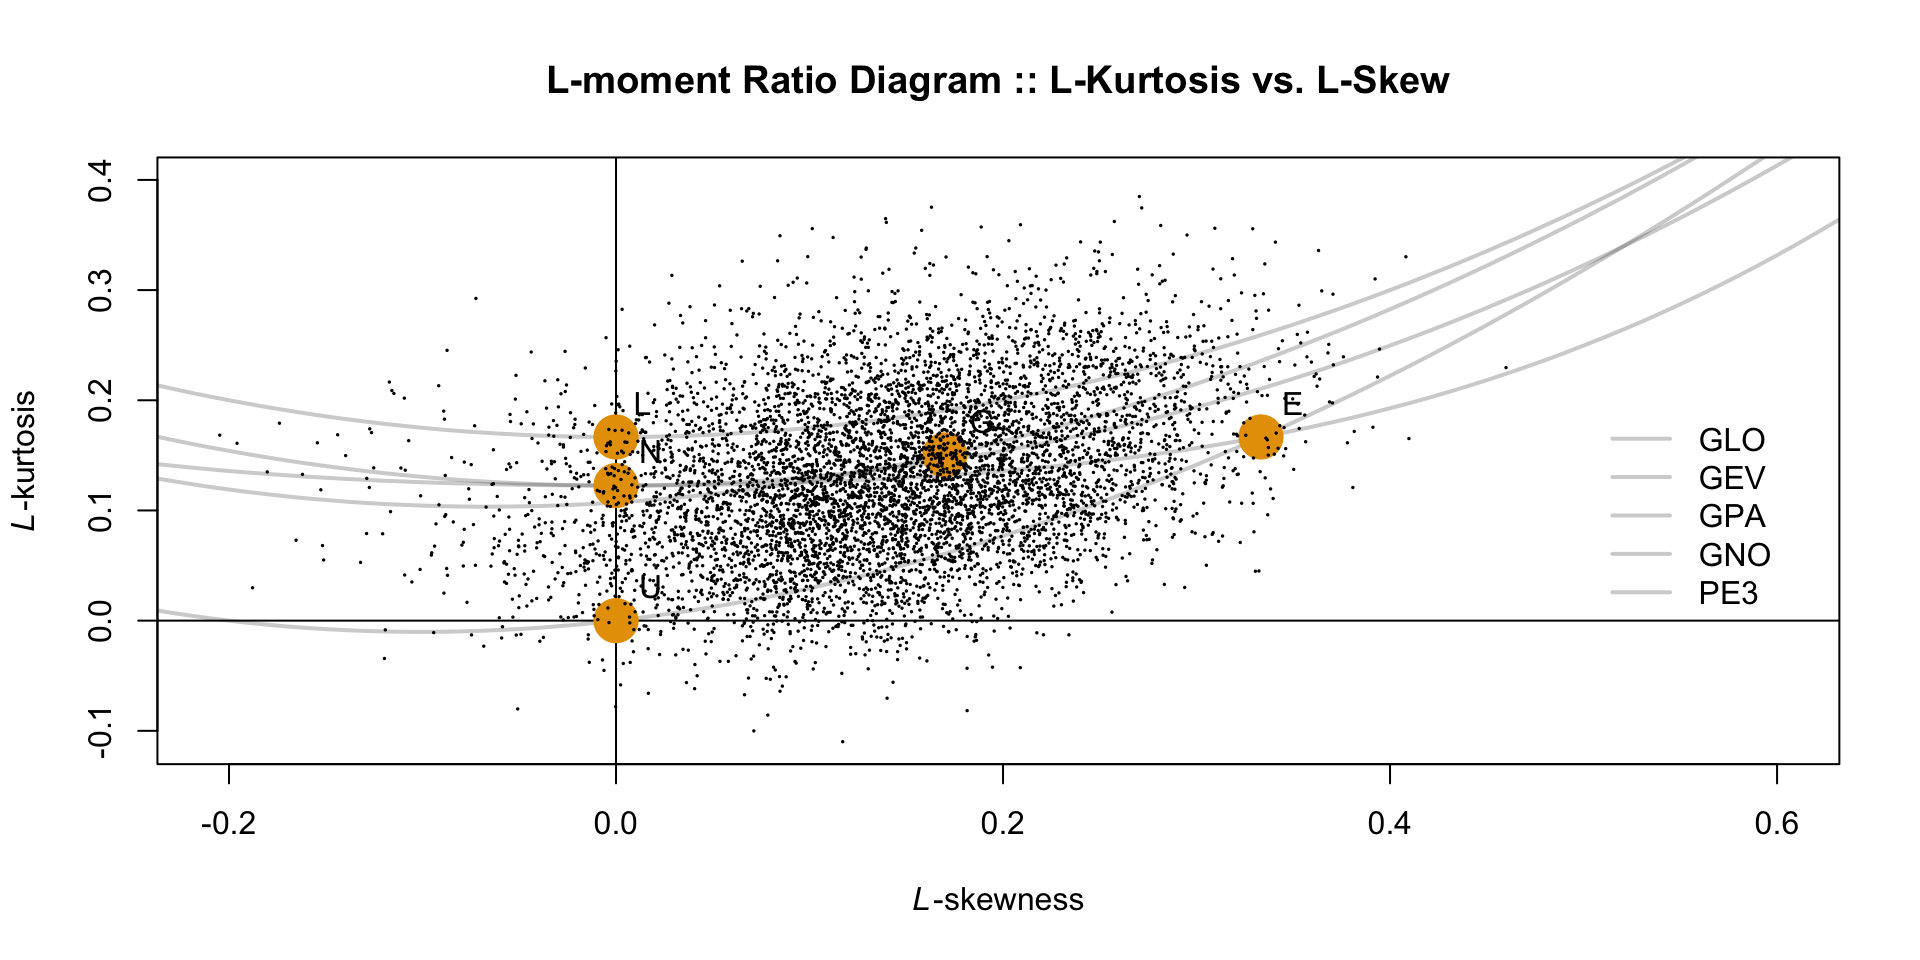 L-moment Ratio Diagram :: L-Kurtosis vs. L-Skew
L-kurtosis
0.4
0.3
0.2
0.1
0.0
-0.1
L
N
U
G
E
GLO
GEV
GPA
GNO
PE3
-0.2
0.0
0.2
0.4
0.6
L-skewness